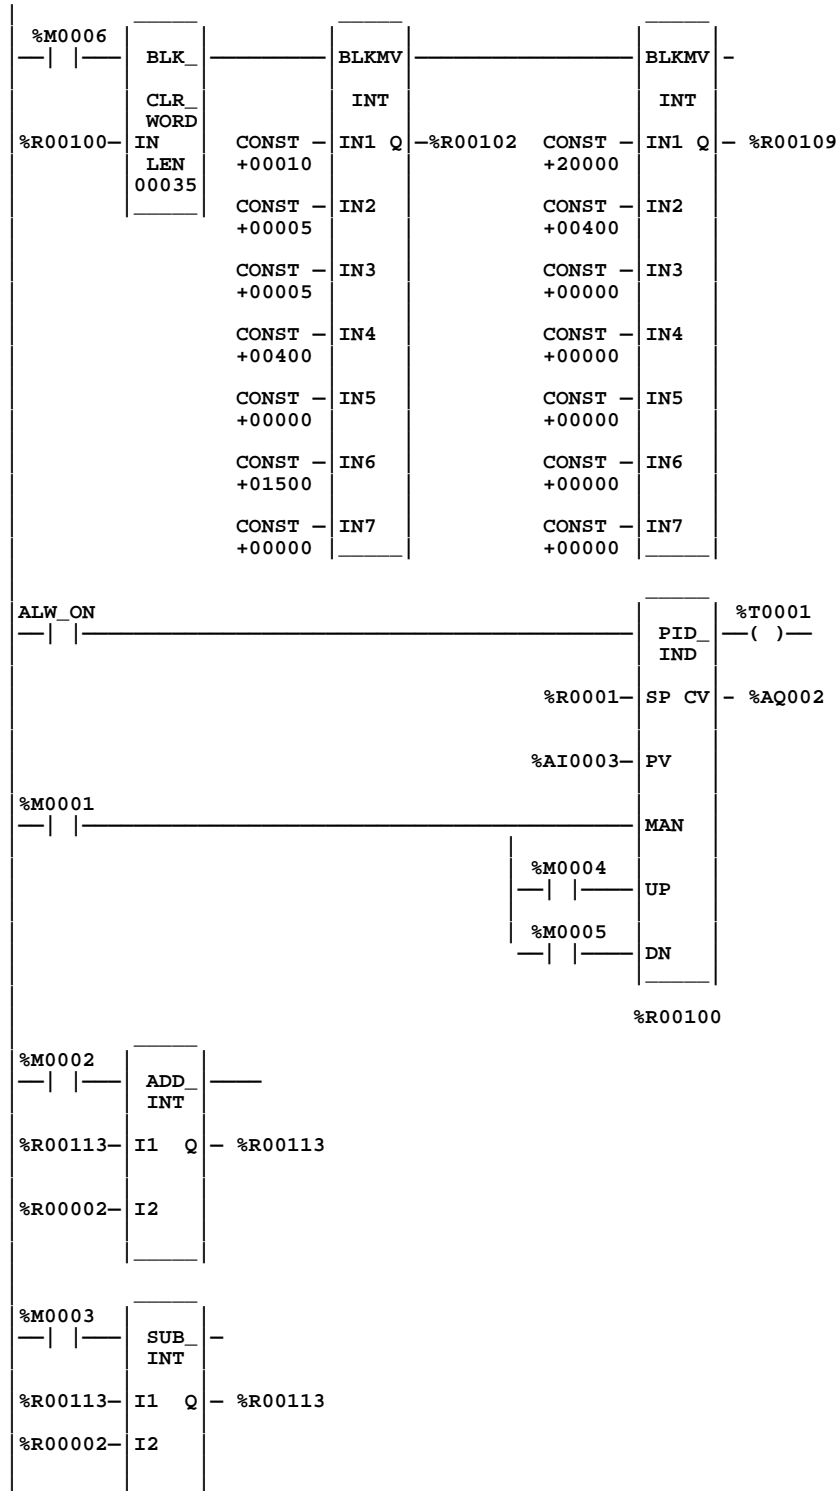 %M0006
BLK_ BLKMV BLKMV
CLR_ INT INT
WORD
%R00100 IN CONST IN1 Q %R00102 CONST IN1 Q %R00109
LEN +00010 +20000
00035
CONST IN2 CONST IN2
+00005 +00400
CONST IN3 CONST IN3
+00005 +00000
CONST IN4 CONST IN4
+00400 +00000
CONST IN5 CONST IN5
+00000 +00000
CONST IN6 CONST IN6
+01500 +00000
CONST IN7 CONST IN7
+00000 +00000
ALW_ON %T0001
PID_ ( )
IND
%R0001 SP CV %AQ002
%AI0003 PV
%M0001
MAN
%M0004
UP
%M0005
DN
%R00100
%M0002
ADD_
INT
%R00113 I1 Q %R00113
%R00002 I2
%M0003
SUB_
INT
%R00113 I1 Q %R00113
%R00002 I2